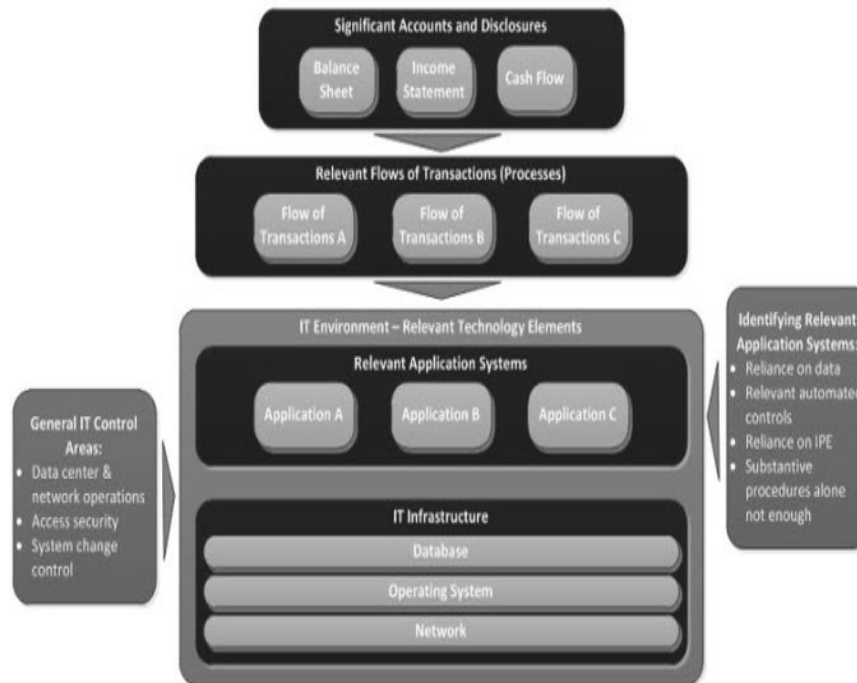 Significant Accounts and Disclosures
Balance
Sheet
Income
Statement
Cash Flow
Relevant Flows of Transactions (Processes)
Flow of
Transactions A
Flow of
Transactions B
Flow of
Transactions C
IT Environment – Relevant Technology Elements
Relevant Application Systems
Application A
Application B
Application C
General IT Control
Areas:
• Data center &
network operations
• Access security
• System change
control
Identifying Relevant
Application Systems:
• Reliance on data
• Relevant automated
controls
• Reliance on IPE
• Substantive
procedures alone
not enough
IT Infrastructure
Database
Operating System
Network